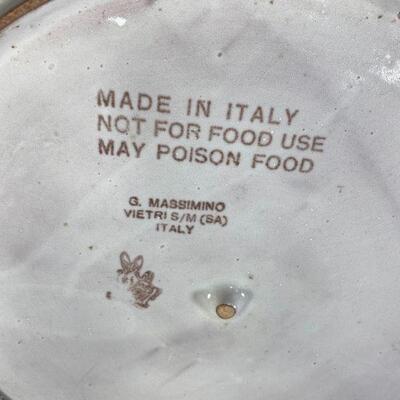 MADE IN ITALY
NOT FOR FOOD USE
MAY POISON FOOD
G. MASSIMINO
VIETRI S/M (SA)
ITALY